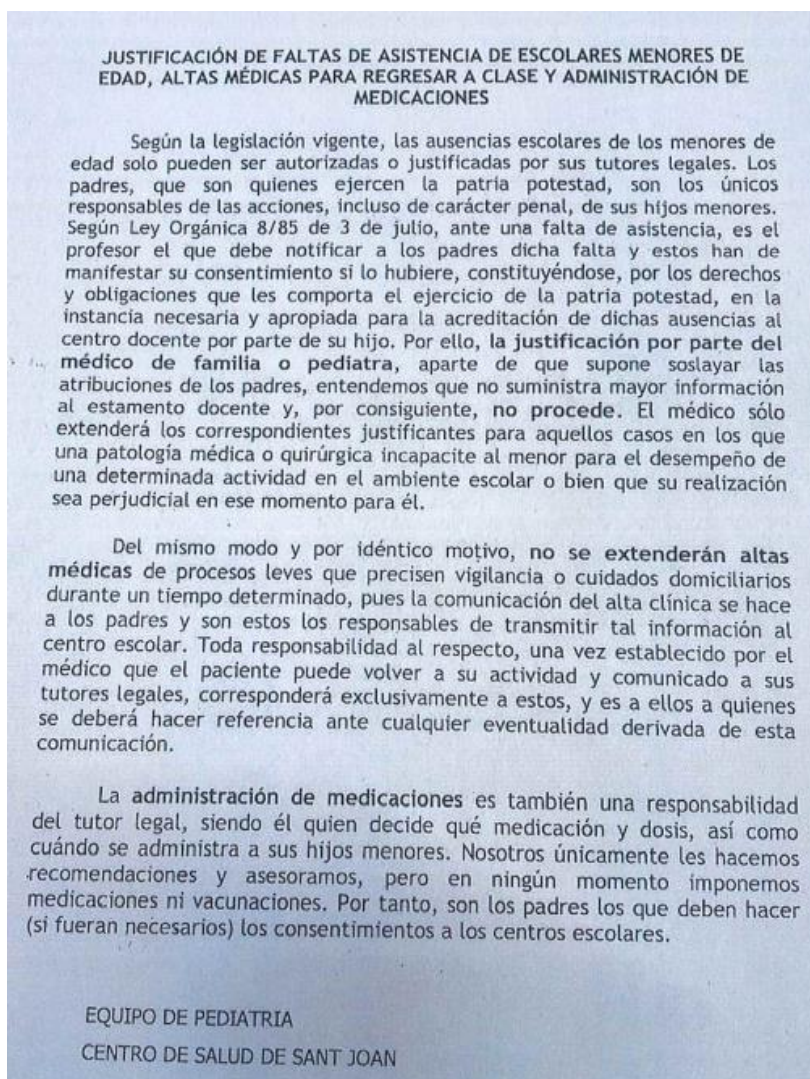 JUSTIFICACIÓN DE FALTAS DE ASISTENCIA DE ESCOLARES MENORES DE
EDAD, ALTAS MÉDICAS PARA REGRESAR A CLASE Y ADMINISTRACIÓN DE
MEDICACIONES
Según la legislación vigente, las ausencias escolares de los menores de
edad solo pueden ser autorizadas o justificadas por sus tutores legales. Los
padres, que son quienes ejercen la patria potestad, son los únicos
responsables de las acciones, incluso de carácter penal, de sus hijos menores.
Según Ley Orgánica 8/85 de 3 de julio, ante una falta de asistencia, es el
profesor el que debe notificar a los padres dicha falta y estos han de
manifestar su consentimiento si lo hubiere, constituyéndose, por los derechos
y obligaciones que les comporta el ejercicio de la patria potestad, en la
instancia necesaria y apropiada para la acreditación de dichas ausencias al
centro docente por parte de su hijo. Por ello, la justificación por parte del
médico de familia o pediatra, aparte de que supone soslayar las
atribuciones de los padres, entendemos que no suministra mayor información
al estamento docente y, por consiguiente, no procede. El médico sólo
extenderá los correspondientes justificantes para aquellos casos en los que
una patología médica o quirúrgica incapacite al menor para el desempeño de
una determinada actividad en el ambiente escolar o bien que su realización
sea perjudicial en ese momento para él.
Del mismo modo y por idéntico motivo, no se extenderán altas
médicas de procesos leves que precisen vigilancia o cuidados domiciliarios
durante un tiempo determinado, pues la comunicación del alta clínica se hace
a los padres y son estos los responsables de transmitir tal información al
centro escolar. Toda responsabilidad al respecto, una vez establecido por el
médico que el paciente puede volver a su actividad y comunicado a sus
tutores legales, corresponderá exclusivamente a estos, y es a ellos a quienes
se deberá hacer referencia ante cualquier eventualidad derivada de esta
comunicación.
La administración de medicaciones es también una responsabilidad
del tutor legal, siendo él quien decide qué medicación y dosis, así como
cuándo se administra a sus hijos menores. Nosotros únicamente les hacemos
recomendaciones y asesoramos, pero en ningún momento imponemos
medicaciones ni vacunaciones. Por tanto, son los padres los que deben hacer
(si fueran necesarios) los consentimientos a los centros escolares.
EQUIPO DE PEDIATRIA
CENTRO DE SALUD DE SANT JOAN